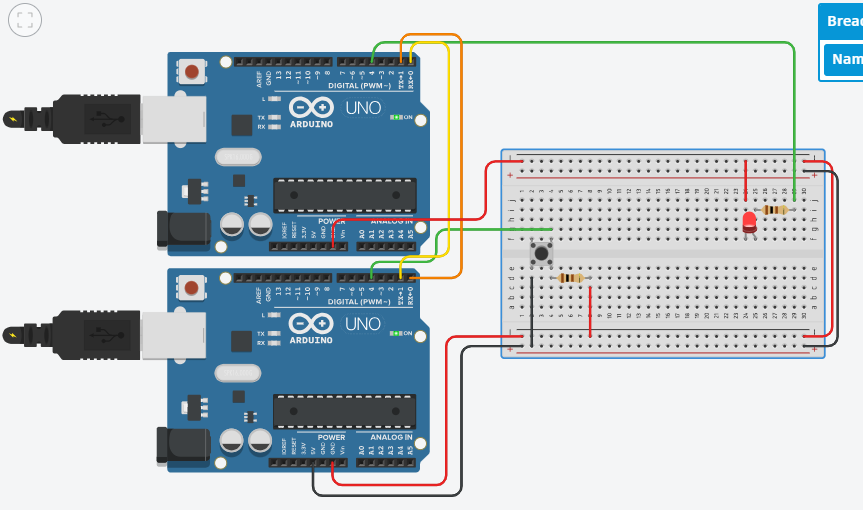 Brea
Nam
AREF
GND
13
12
~11
~10
~9
8
7
~6
~5
4
~3
2
TX→1
RX←0
DIGITAL (PWM~)
L
TX
RX
UNO
ARDUINO
ON
POWER
ANALOG IN
IOREF
RESET
3.3V
5V
GND
Vin
A0
A1
A2
A3
A4
A5
AREF
GND
13
12
~11
~10
~9
8
7
~6
~5
4
~3
2
TX→1
RX←0
DIGITAL (PWM~)
L
TX
RX
UNO
ARDUINO
ON
POWER
ANALOG IN
IOREF
RESET
3.3V
5V
GND
GND
Vin
A0
A1
A2
A3
A4
A5